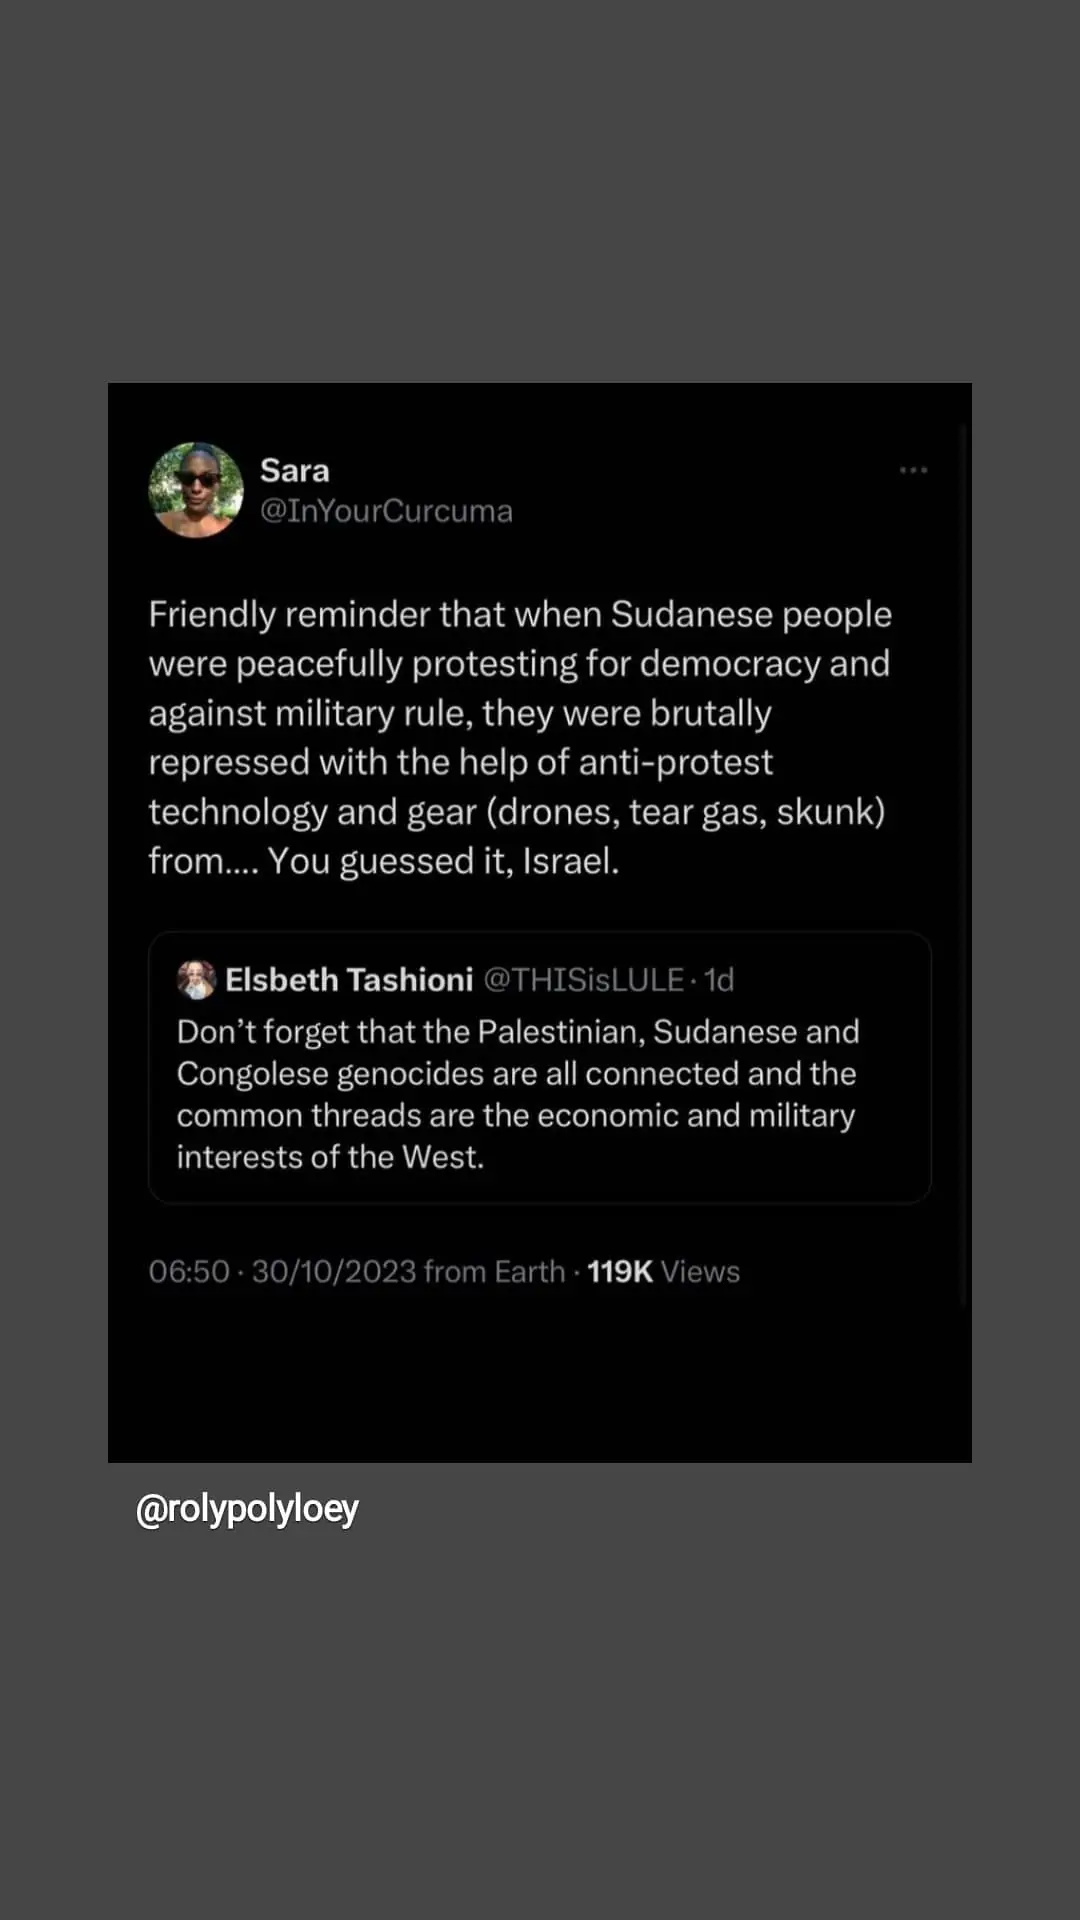 Sara
@InYourCurcuma
Friendly reminder that when Sudanese people
were peacefully protesting for democracy and
against military rule, they were brutally
repressed with the help of anti-protest
technology and gear (drones, tear gas, skunk)
from.... You guessed it, Israel.
Elsbeth Tashioni @THISisLULE · 1d
Don’t forget that the Palestinian, Sudanese and
Congolese genocides are all connected and the
common threads are the economic and military
interests of the West.
06:50 · 30/10/2023 from Earth · 119K Views
@rolypolyloey